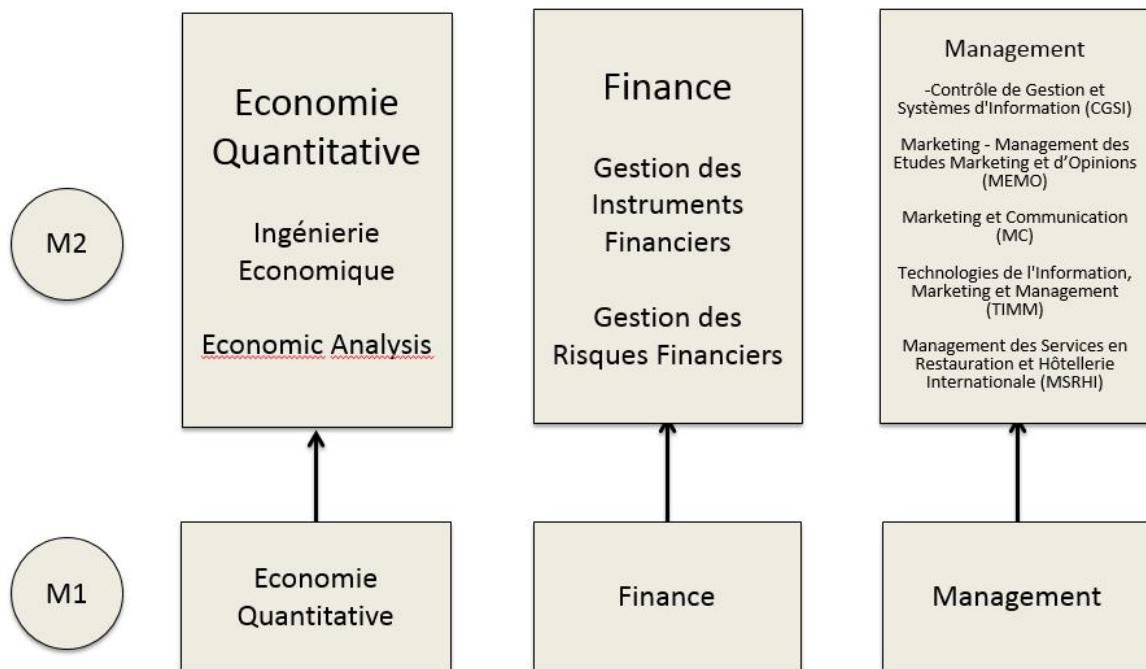 M2
Economie
Quantitative
Ingénierie
Economique
Economic Analysis
Finance
Gestion des
Instruments
Financiers
Gestion des
Risques Financiers
Management
-Contrôle de Gestion et
Systèmes d'Information (CGSI)
Marketing - Management des
Etudes Marketing et d’Opinions
(MEMO)
Marketing et Communication
(MC)
Technologies de l'Information,
Marketing et Management
(TIMM)
Management des Services en
Restauration et Hôtellerie
Internationale (MSRHI)
M1
Economie
Quantitative
Finance
Management